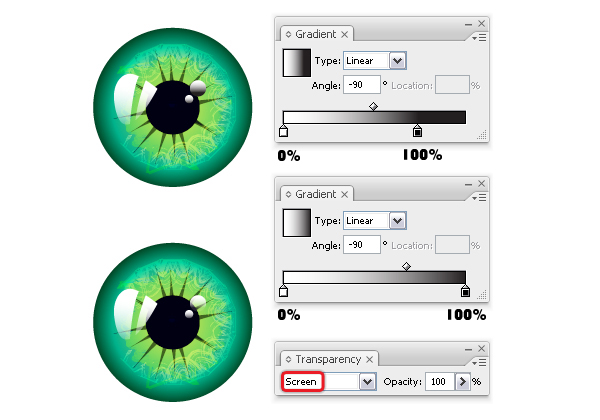 Gradient
Type: Linear
Angle: -90 ° Location: %
0% 100%
Gradient
Type: Linear
Angle: -90 ° Location: %
0% 100%
Transparency
Screen Opacity: 100 %